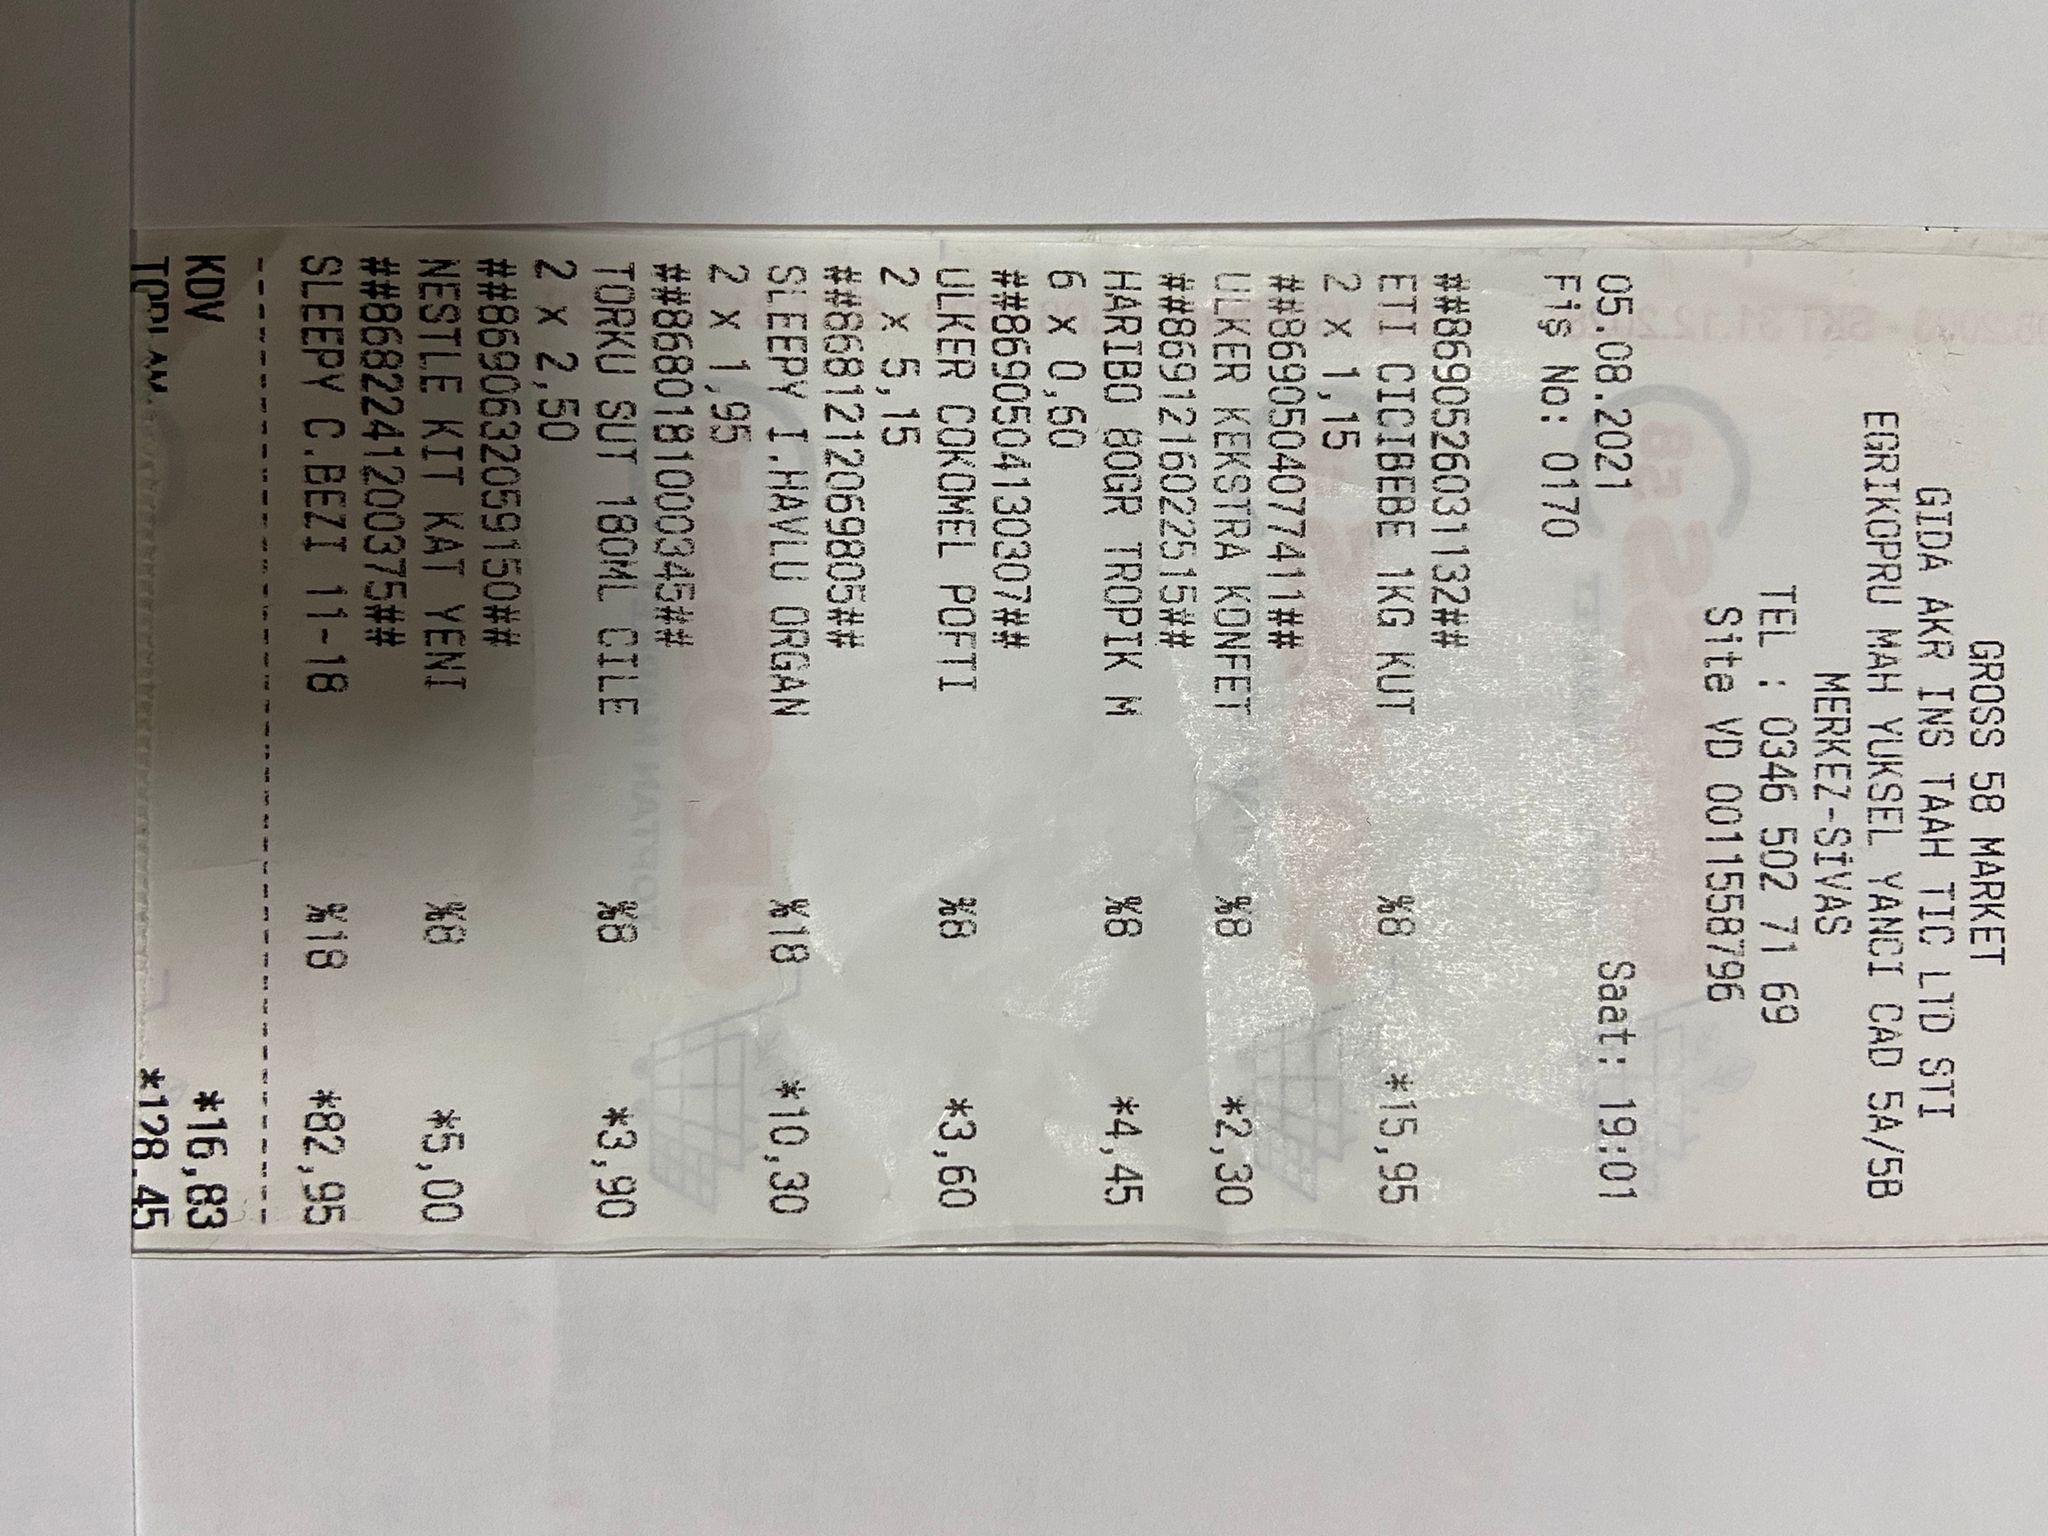 GROSS 58 MARKET
GIDA AKR INS TAAH TIC LTD STI
EGRIKOPRU MAH YUKSEL YANCI CAD 5A/5B
MERKEZ-SİVAS
TEL : 0346 502 71 69
Site VD 0011558796
05.08.2021 Saat: 19:01
Fiş No: 0170
##8690526031132##
ETI CICIBEBE 1KG KUT %8 *15,95
2 x 1,15
##8690504077411##
ULKER KEKSTRA KONFET %8 *2,30
##8691216022515##
HARIBO 80GR TROPIK M %8 *4,45
6 x 0,60
##8690504130307##
ULKER COKOMEL POFTI %8 *3,60
2 x 5,15
##8681212069805##
SLEEPY I.HAVLU ORGAN %18 *10,30
2 x 1,95
##8680181000345##
TORKU SUT 180ML CILE %8 *3,90
2 x 2,50
##8690632059150##
NESTLE KIT KAT YENI %8 *5,00
##8682241200375##
SLEEPY C.BEZI 11-18 %18 *82,95
KDV *16,83
TOPLAM *128,45